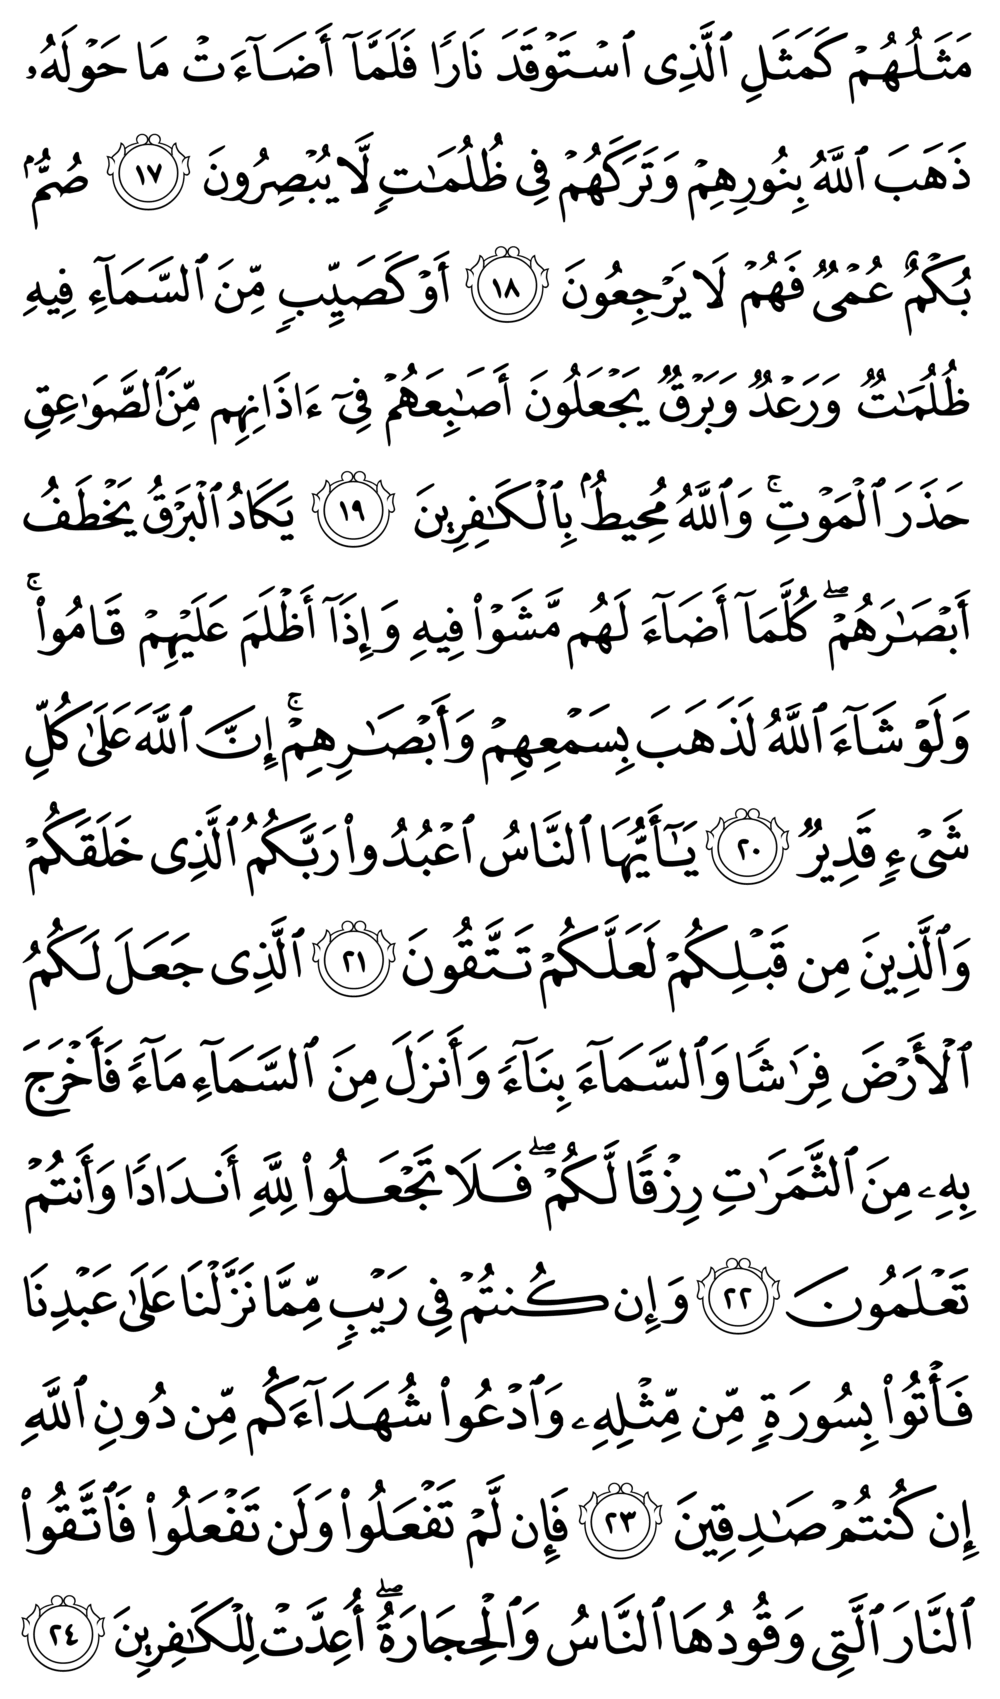 مَثَلُهُمْ كَمَثَلِ ٱلَّذِى ٱسْتَوْقَدَ نَارًا فَلَمَّآ أَضَآءَتْ مَا حَوْلَهُۥ
ذَهَبَ ٱللَّهُ بِنُورِهِمْ وَتَرَكَهُمْ فِى ظُلُمَٰتٍ لَّا يُبْصِرُونَ ١٧ صُمٌّۢ
بُكْمٌ عُمْىٌ فَهُمْ لَا يَرْجِعُونَ ١٨ أَوْ كَصَيِّبٍ مِّنَ ٱلسَّمَآءِ فِيهِ
ظُلُمَٰتٌ وَرَعْدٌ وَبَرْقٌ يَجْعَلُونَ أَصَٰبِعَهُمْ فِىٓ ءَاذَانِهِم مِّنَ ٱلصَّوَٰعِقِ
حَذَرَ ٱلْمَوْتِ ۚ وَٱللَّهُ مُحِيطٌۢ بِٱلْكَٰفِرِينَ ١٩ يَكَادُ ٱلْبَرْقُ يَخْطَفُ
أَبْصَٰرَهُمْ ۖ كُلَّمَآ أَضَآءَ لَهُم مَّشَوْا۟ فِيهِ وَإِذَآ أَظْلَمَ عَلَيْهِمْ قَامُوا۟ ۚ
وَلَوْ شَآءَ ٱللَّهُ لَذَهَبَ بِسَمْعِهِمْ وَأَبْصَٰرِهِمْ ۚ إِنَّ ٱللَّهَ عَلَىٰ كُلِّ
شَىْءٍ قَدِيرٌ ٢٠ يَٰٓأَيُّهَا ٱلنَّاسُ ٱعْبُدُوا۟ رَبَّكُمُ ٱلَّذِى خَلَقَكُمْ
وَٱلَّذِينَ مِن قَبْلِكُمْ لَعَلَّكُمْ تَتَّقُونَ ٢١ ٱلَّذِى جَعَلَ لَكُمُ
ٱلْأَرْضَ فِرَٰشًا وَٱلسَّمَآءَ بِنَآءً وَأَنزَلَ مِنَ ٱلسَّمَآءِ مَآءً فَأَخْرَجَ
بِهِۦ مِنَ ٱلثَّمَرَٰتِ رِزْقًا لَّكُمْ ۖ فَلَا تَجْعَلُوا۟ لِلَّهِ أَندَادًا وَأَنتُمْ
تَعْلَمُونَ ٢٢ وَإِن كُنتُمْ فِى رَيْبٍ مِّمَّا نَزَّلْنَا عَلَىٰ عَبْدِنَا
فَأْتُوا۟ بِسُورَةٍ مِّن مِّثْلِهِۦ وَٱدْعُوا۟ شُهَدَآءَكُم مِّن دُونِ ٱللَّهِ
إِن كُنتُمْ صَٰدِقِينَ ٢٣ فَإِن لَّمْ تَفْعَلُوا۟ وَلَن تَفْعَلُوا۟ فَٱتَّقُوا۟
ٱلنَّارَ ٱلَّتِى وَقُودُهَا ٱلنَّاسُ وَٱلْحِجَارَةُ ۖ أُعِدَّتْ لِلْكَٰفِرِينَ ٢٤